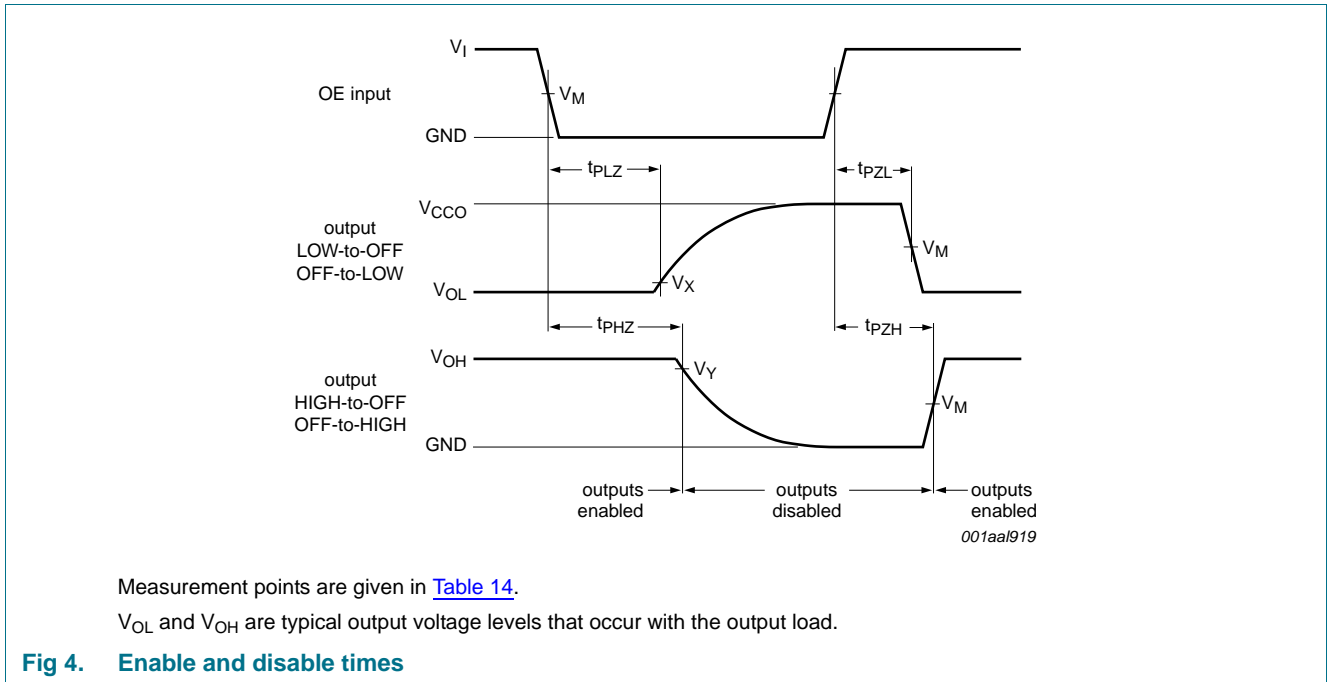 VI
OE input
VM
GND
tPLZ
tPZL
VCCO
output
LOW-to-OFF
OFF-to-LOW
VM
VX
VOL
tPHZ
tPZH
VOH
VY
output
HIGH-to-OFF
OFF-to-HIGH
VM
GND
outputs
enabled
outputs
disabled
outputs
enabled
001aal919
Measurement points are given in Table 14.
VOL and VOH are typical output voltage levels that occur with the output load.
Fig 4. Enable and disable times